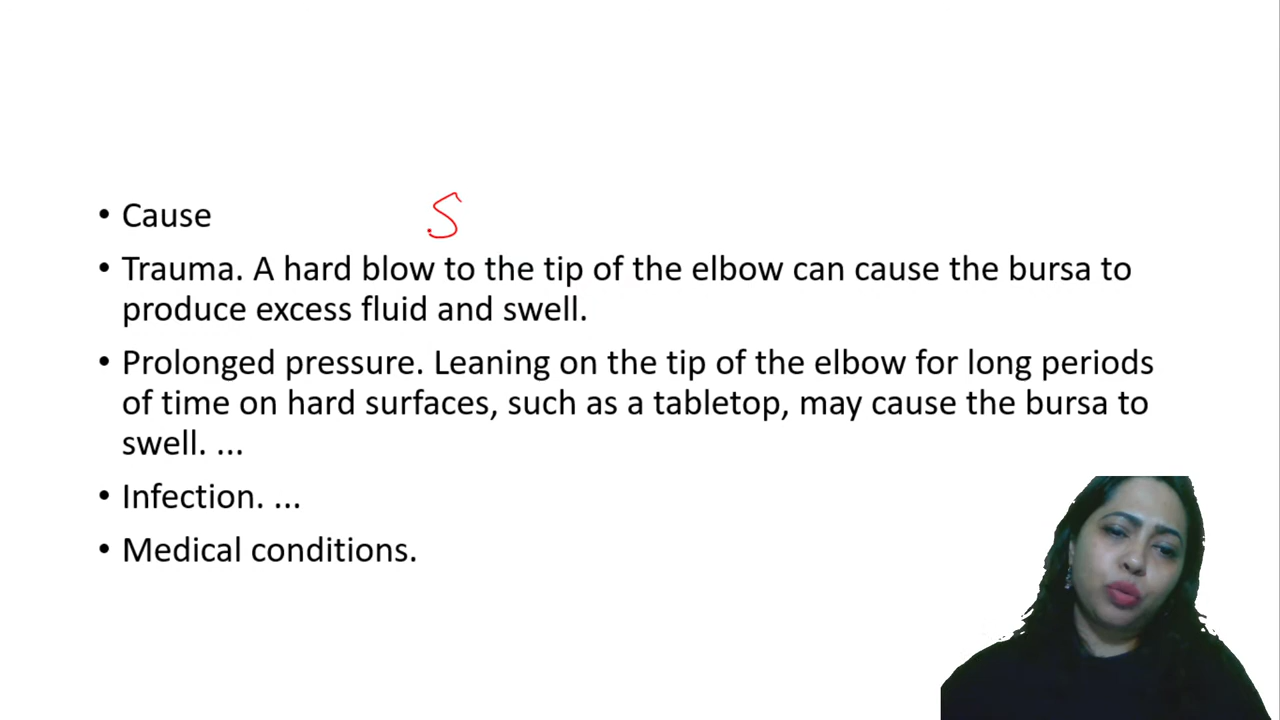 • Cause S
• Trauma. A hard blow to the tip of the elbow can cause the bursa to
produce excess fluid and swell.
• Prolonged pressure. Leaning on the tip of the elbow for long periods
of time on hard surfaces, such as a tabletop, may cause the bursa to
swell. ...
• Infection. ...
• Medical conditions.